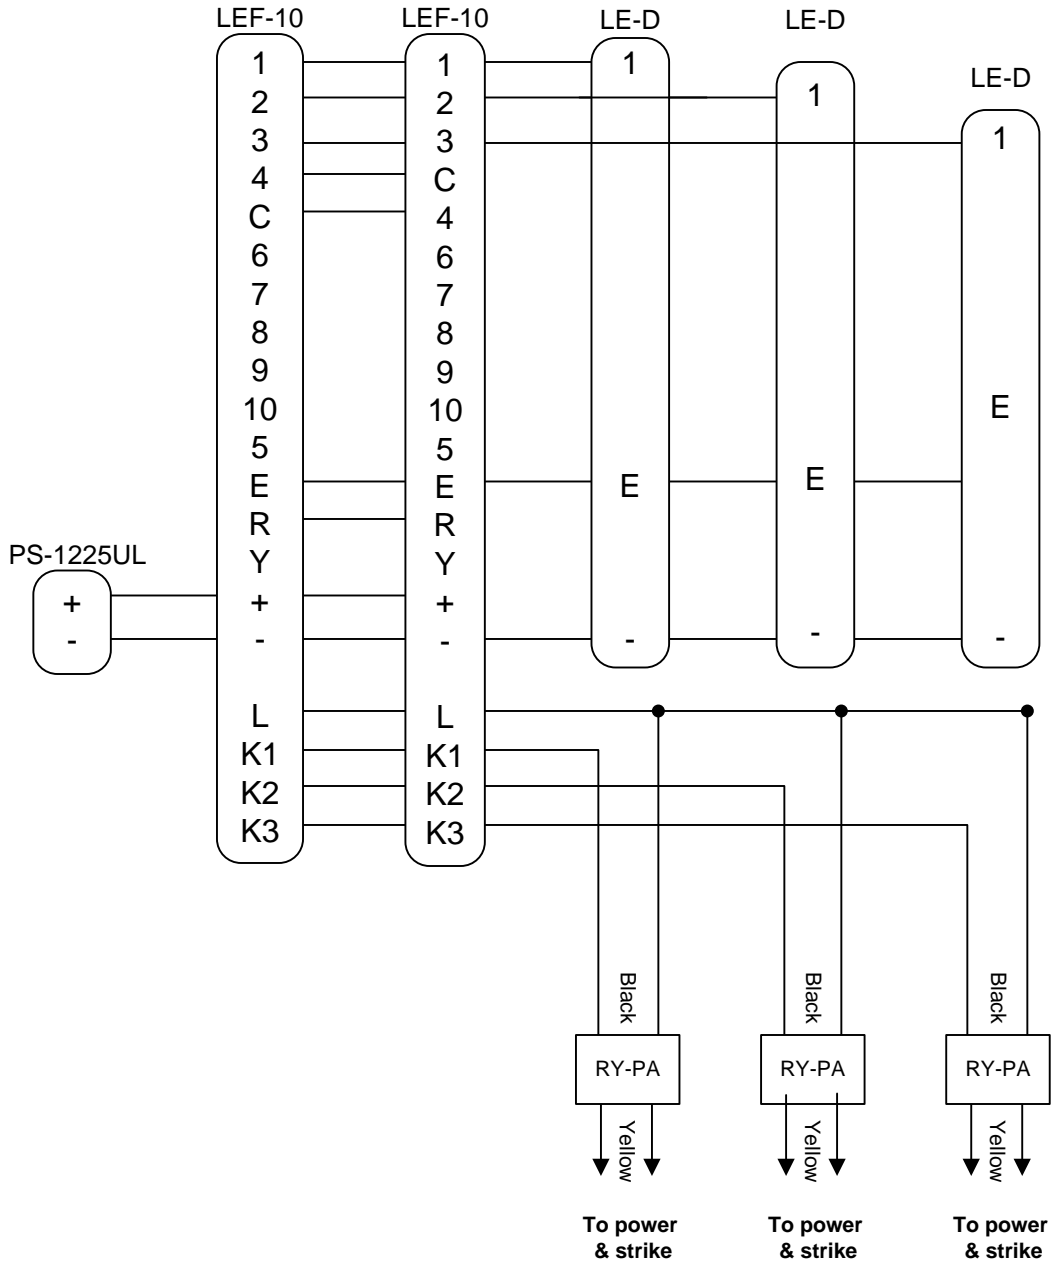 LEF-10
1
2
3
4
C
6
7
8
9
10
5
E
R
Y
+
-
L
K1
K2
K3
LEF-10
1
2
3
C
4
6
7
8
9
10
5
E
R
Y
+
-
L
K1
K2
K3
LE-D
1
E
-
LE-D
1
E
-
LE-D
1
E
-
PS-1225UL
+
-
Black
RY-PA
Yellow
To power
& strike
Black
RY-PA
Yellow
To power
& strike
Black
RY-PA
Yellow
To power
& strike